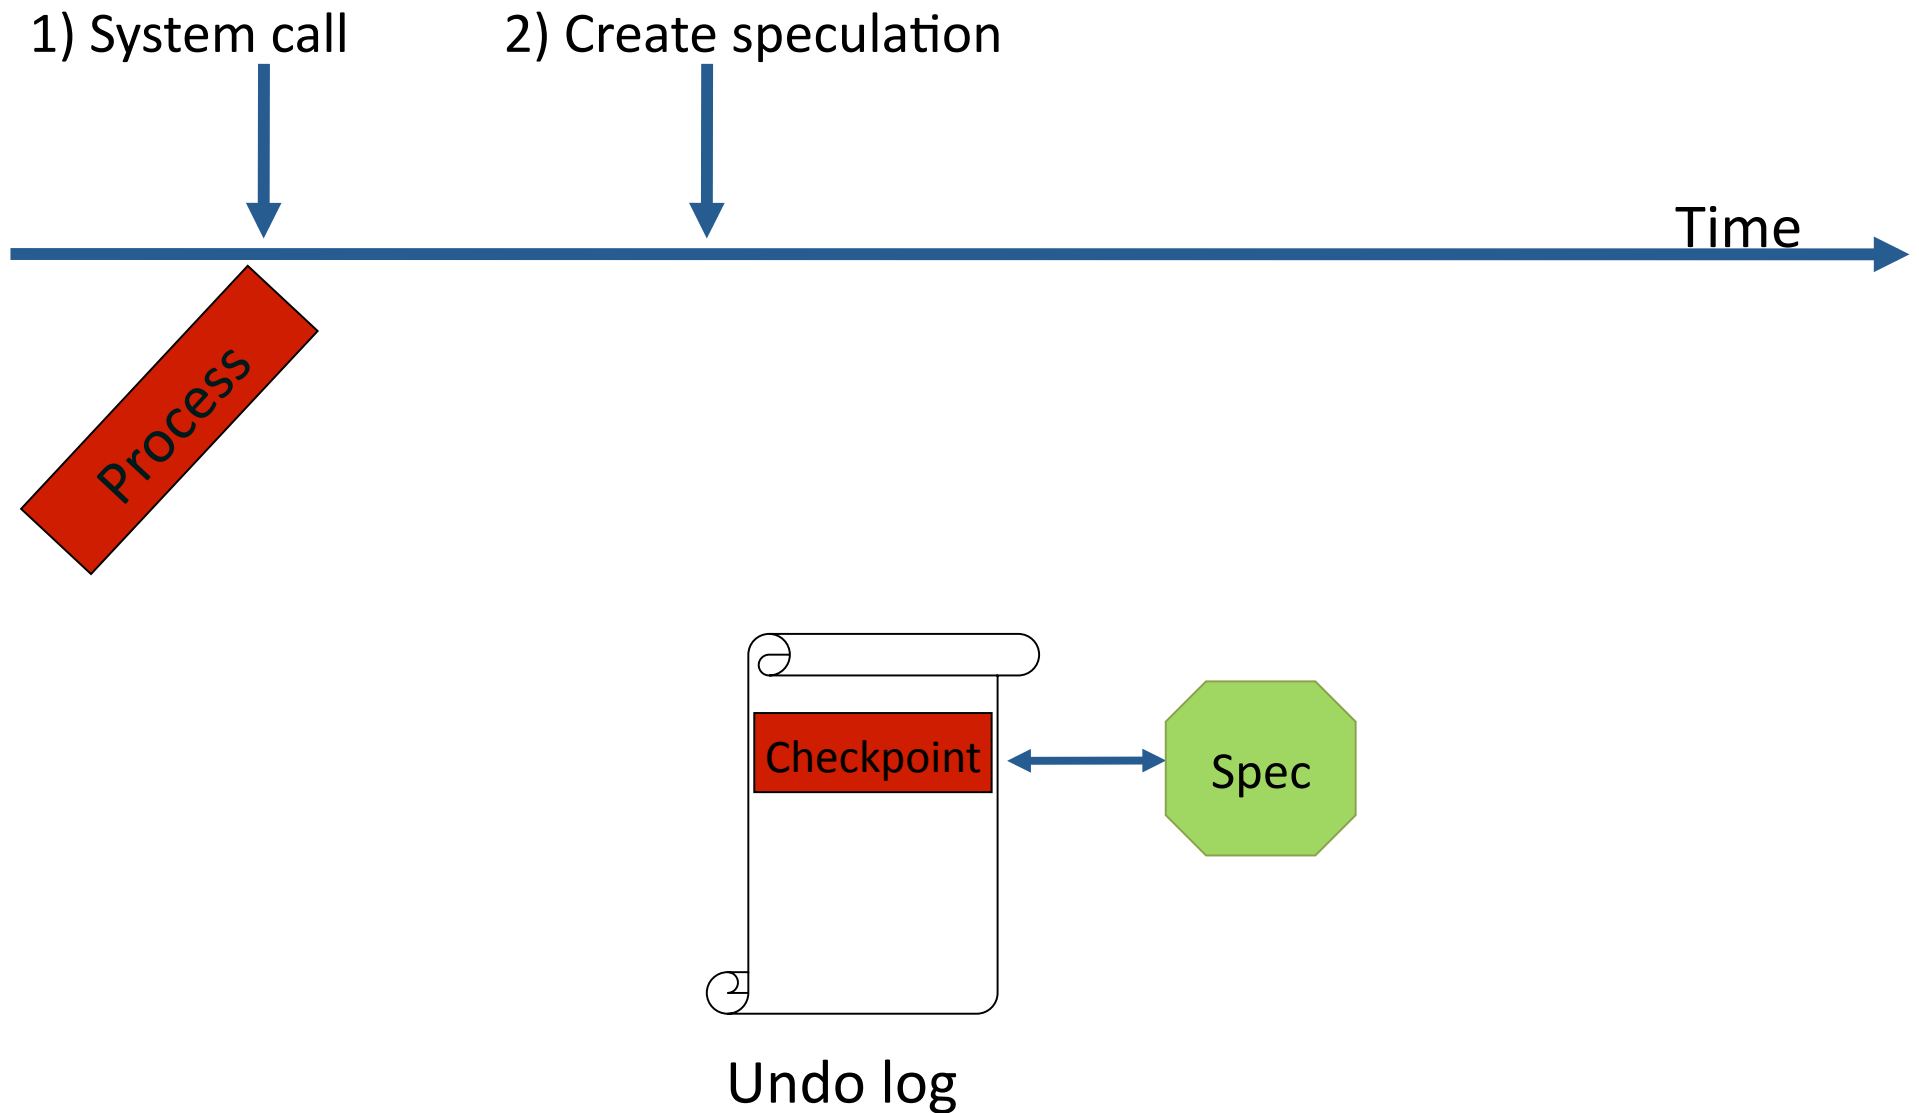 1) System call
2) Create speculation
Time
Process
Checkpoint
Spec
Undo log